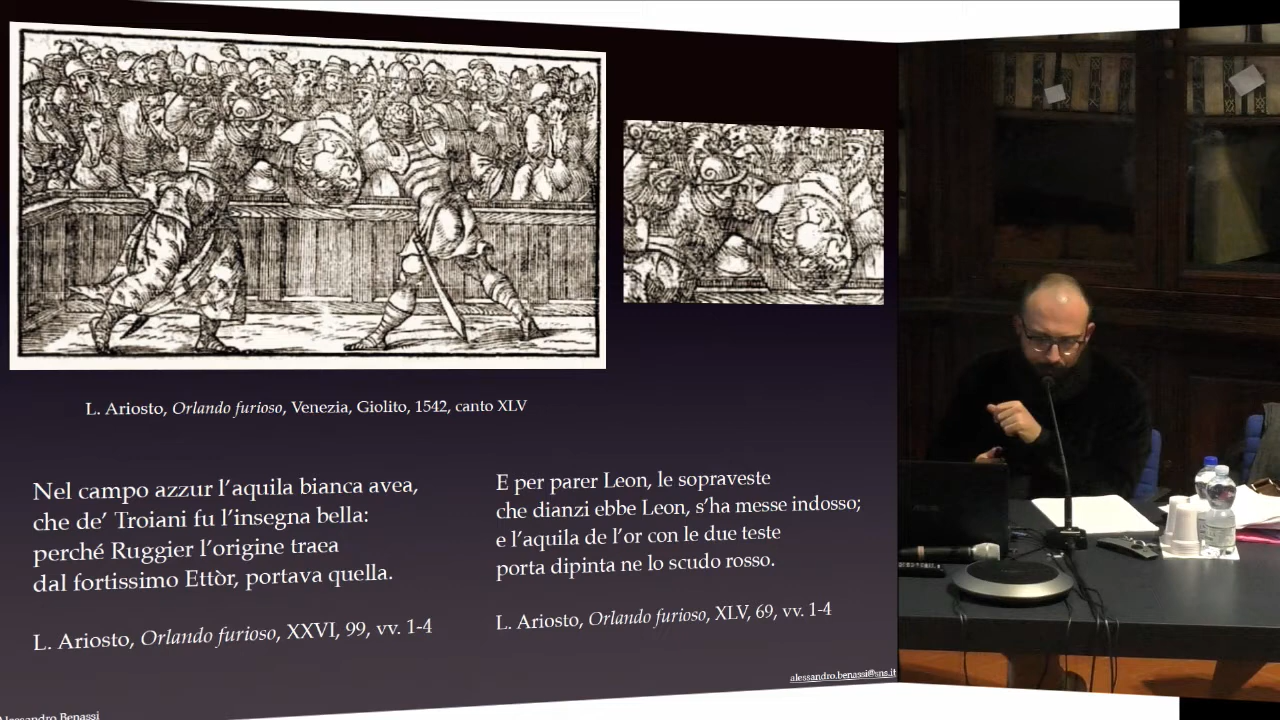 L. Ariosto, Orlando furioso, Venezia, Giolito, 1542, canto XLV
Nel campo azzur l'aquila bianca avea,
che de' Troiani fu l'insegna bella:
perché Ruggier l'origine traea
dal fortissimo Ettòr, portava quella.
L. Ariosto, Orlando furioso, XXVI, 99, vv. 1-4
E per parer Leon, le sopraveste
che dianzi ebbe Leon, s'ha messe indosso;
e l'aquila de l'or con le due teste
porta dipinta ne lo scudo rosso.
L. Ariosto, Orlando furioso, XLV, 69, vv. 1-4
alessandro.benassi@sns.it
Alessandro Benassi